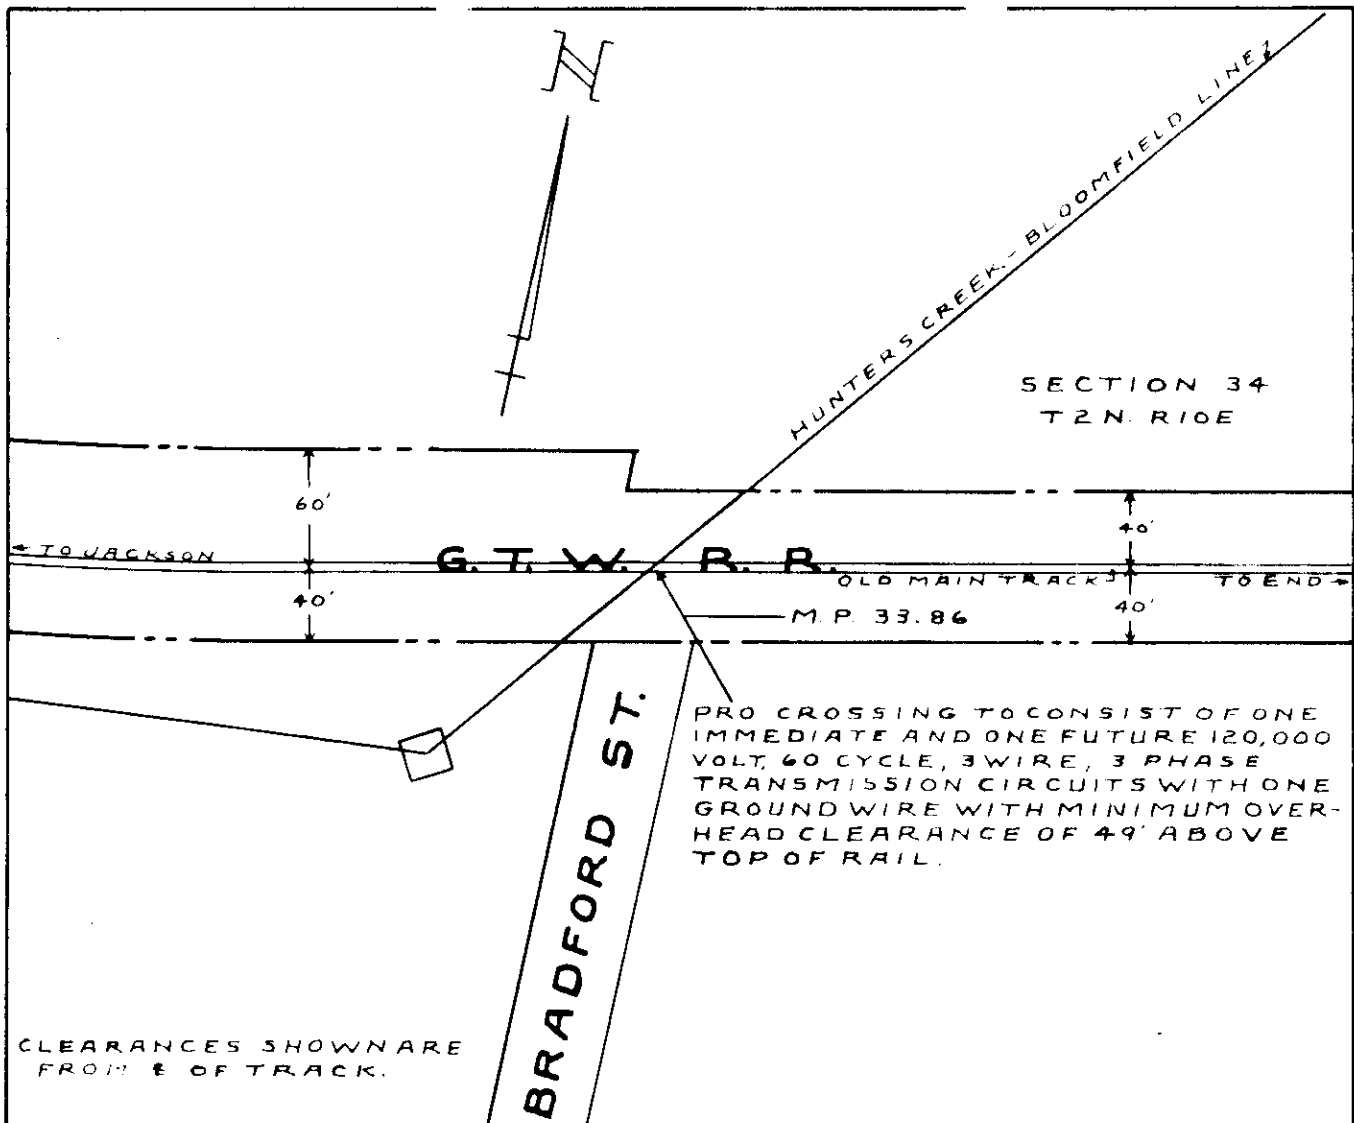 N
HUNTERS CREEK - BLOOMFIELD LINE
SECTION 34
T2N. R10E
60'
40'
← TO JACKSON
G. T. W. R. R.
OLD MAIN TRACK
TO END →
40'
40'
M. P. 33.86
PRO CROSSING TO CONSIST OF ONE
IMMEDIATE AND ONE FUTURE 120,000
VOLT, 60 CYCLE, 3 WIRE, 3 PHASE
TRANSMISSION CIRCUITS WITH ONE
GROUND WIRE WITH MINIMUM OVER-
HEAD CLEARANCE OF 49' ABOVE
TOP OF RAIL.
BRADFORD ST.
CLEARANCES SHOWN ARE
FROM ℄ OF TRACK.